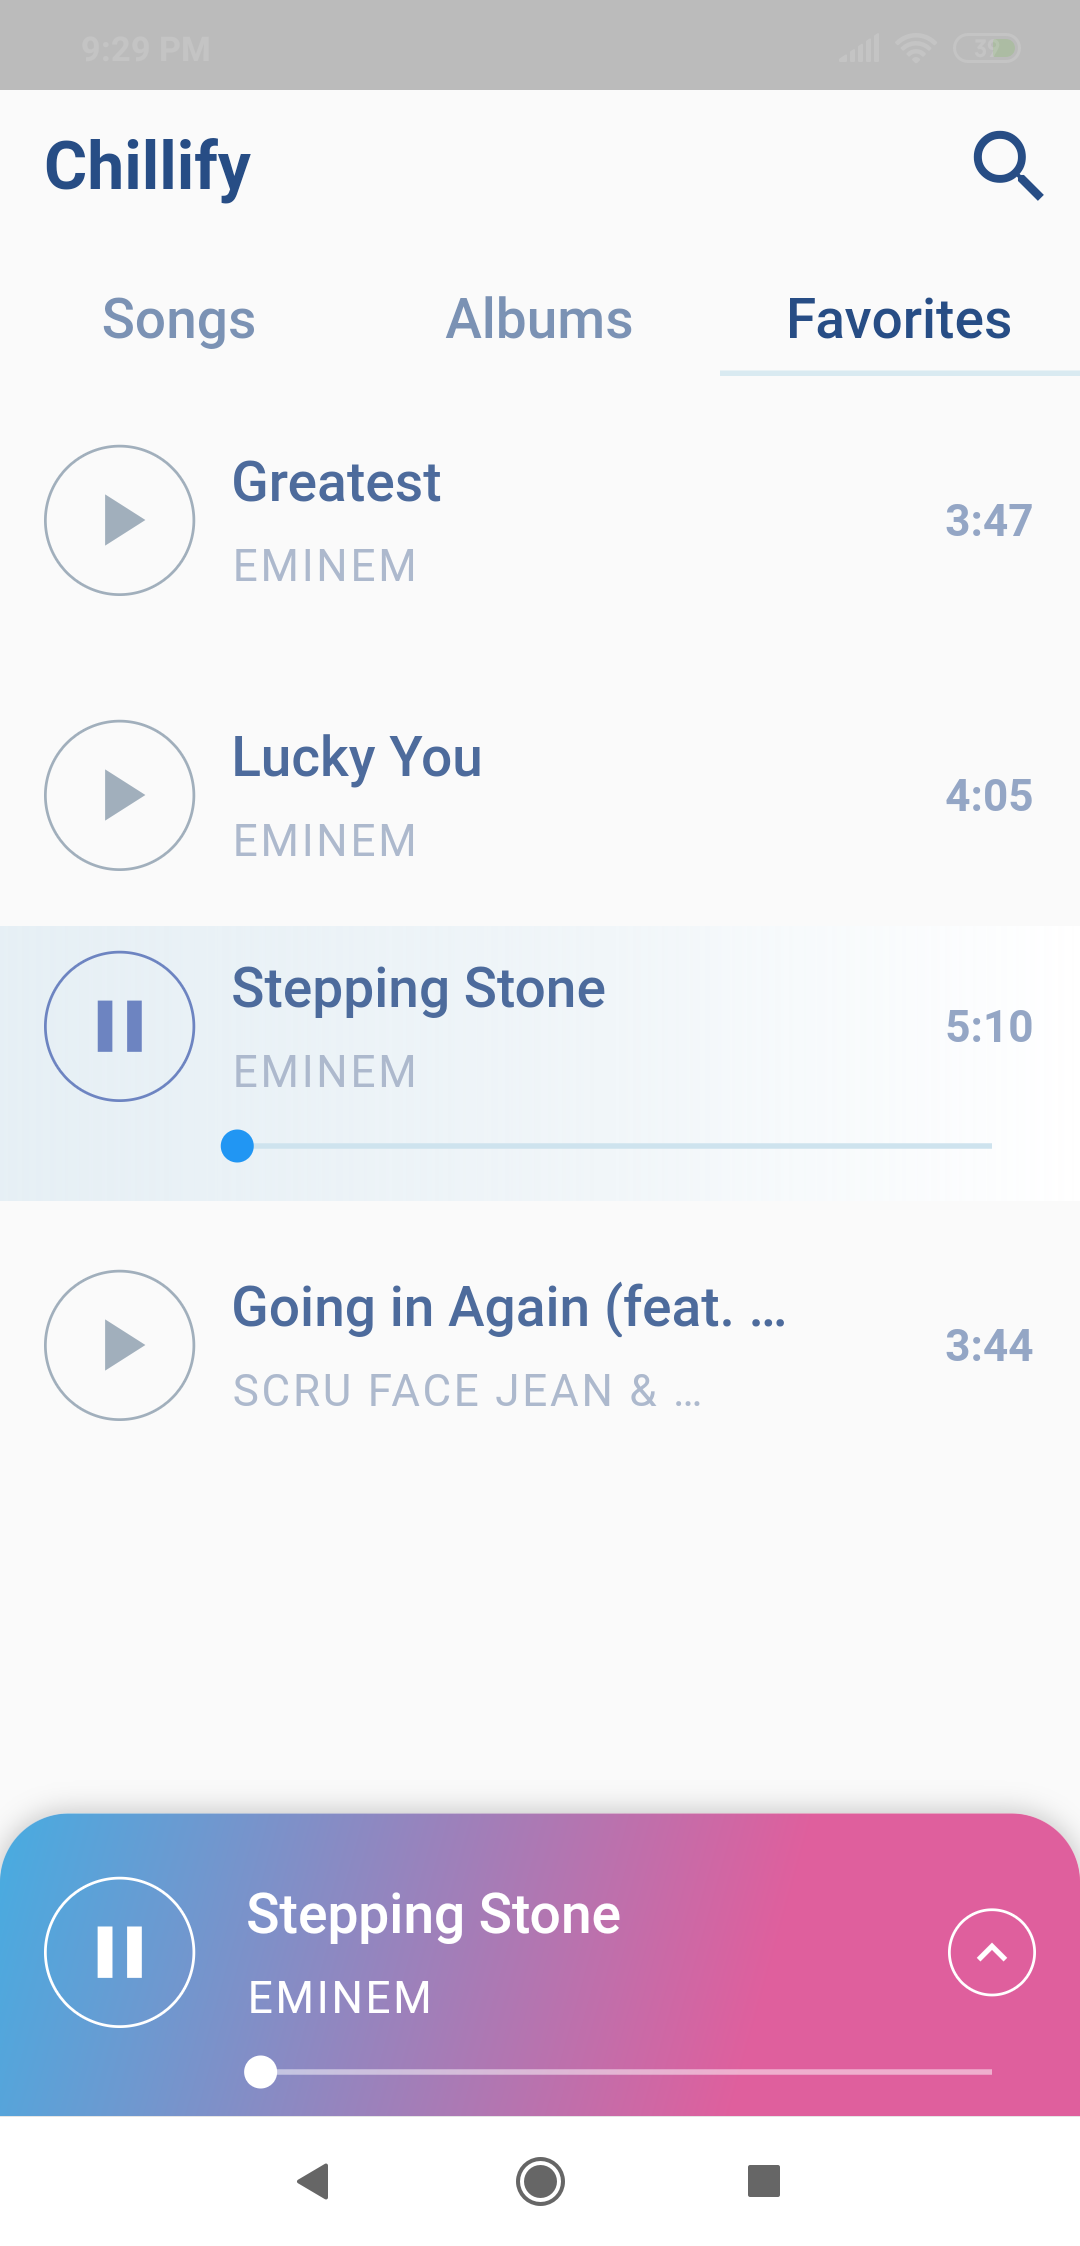 9:29 PM 39
Chillify
Songs Albums Favorites
Greatest
EMINEM
3:47
Lucky You
EMINEM
4:05
Stepping Stone
EMINEM
5:10
Going in Again (feat. ...
SCRU FACE JEAN & ...
3:44
Stepping Stone
EMINEM